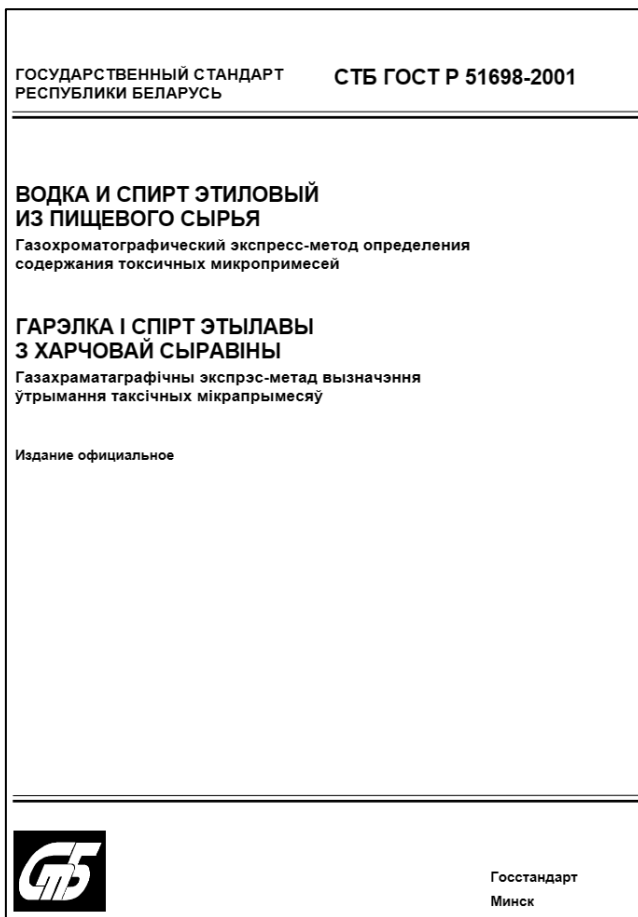 ГОСУДАРСТВЕННЫЙ СТАНДАРТ
РЕСПУБЛИКИ БЕЛАРУСЬ
СТБ ГОСТ Р 51698-2001
ВОДКА И СПИРТ ЭТИЛОВЫЙ
ИЗ ПИЩЕВОГО СЫРЬЯ
Газохроматографический экспресс-метод определения
содержания токсичных микропримесей
ГАРЭЛКА І СПІРТ ЭТЫЛАВЫ
З ХАРЧОВАЙ СЫРАВІНЫ
Газахраматаграфічны экспрэс-метад вызначэння
ўтрымання таксічных мікрапрымесяў
Издание официальное
СТБ
Госстандарт
Минск